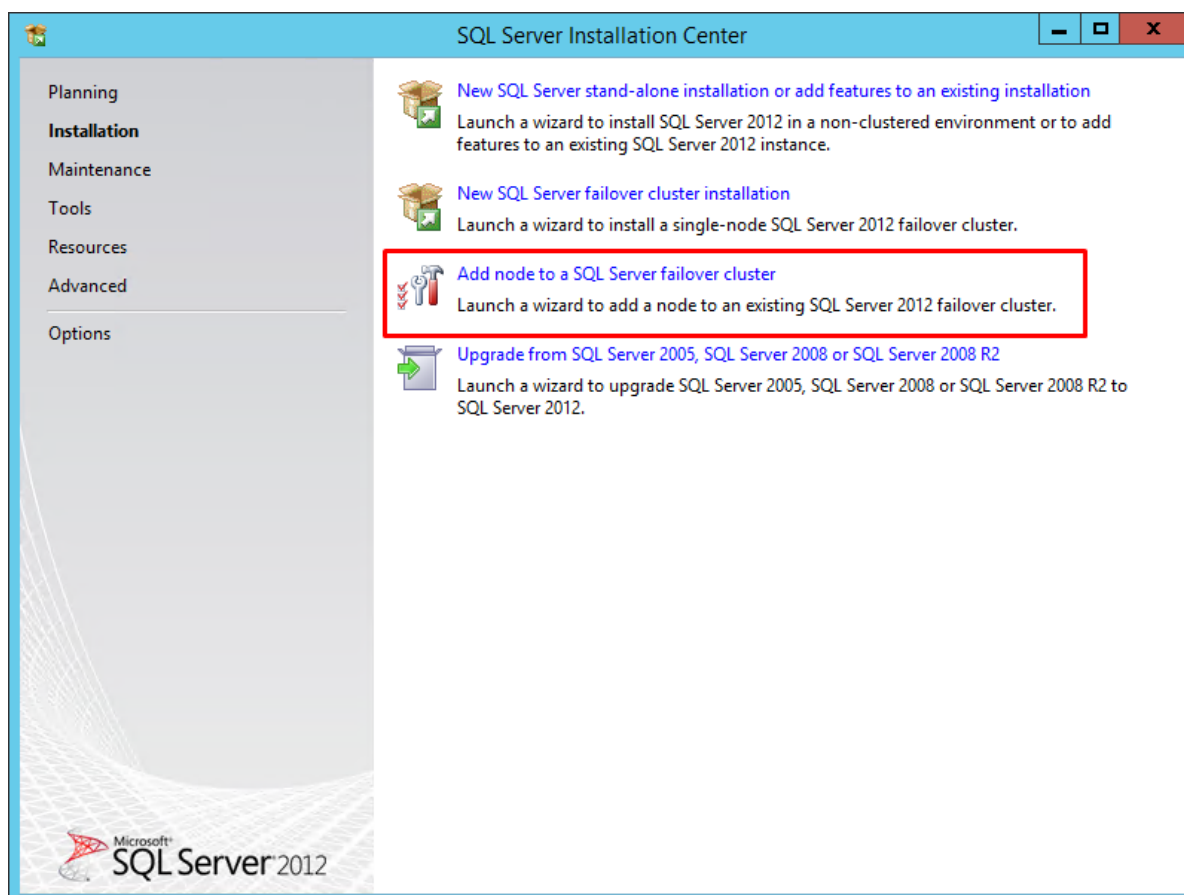 SQL Server Installation Center
Planning
Installation
Maintenance
Tools
Resources
Advanced
Options
New SQL Server stand-alone installation or add features to an existing installation
Launch a wizard to install SQL Server 2012 in a non-clustered environment or to add
features to an existing SQL Server 2012 instance.
New SQL Server failover cluster installation
Launch a wizard to install a single-node SQL Server 2012 failover cluster.
Add node to a SQL Server failover cluster
Launch a wizard to add a node to an existing SQL Server 2012 failover cluster.
Upgrade from SQL Server 2005, SQL Server 2008 or SQL Server 2008 R2
Launch a wizard to upgrade SQL Server 2005, SQL Server 2008 or SQL Server 2008 R2 to
SQL Server 2012.
Microsoft®
SQL Server® 2012